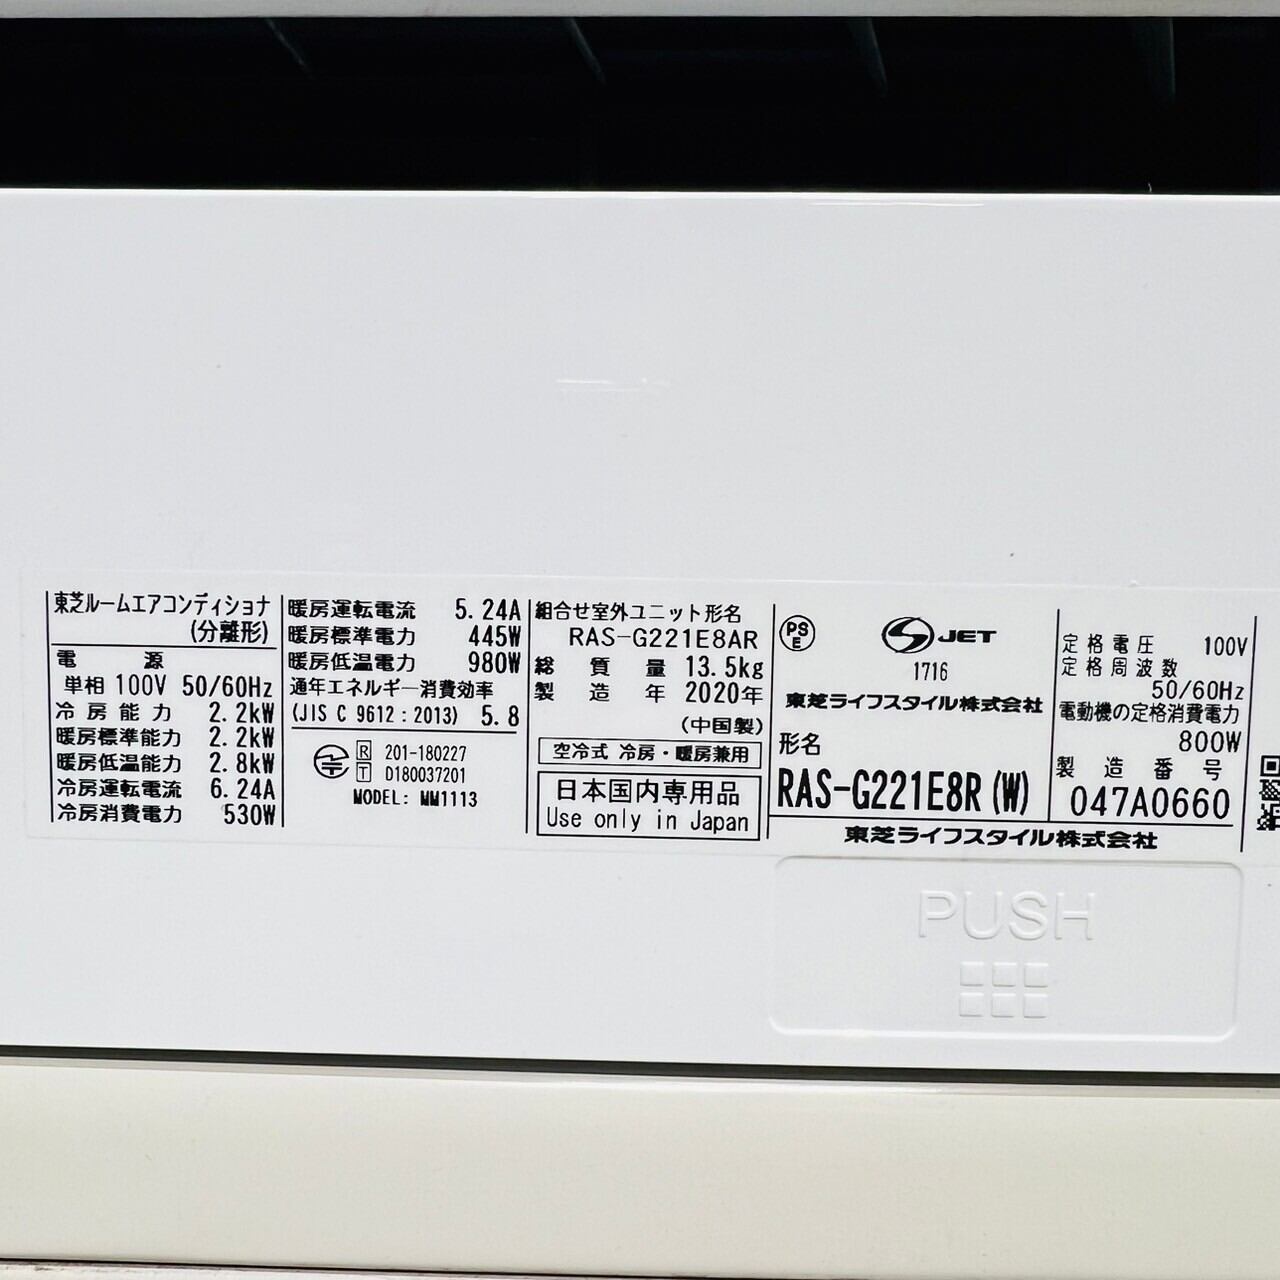 東芝ルームエアコンディショナ
(分離形)
電 源
単相 100V 50/60Hz
冷房能力 2.2kW
暖房標準能力 2.2kW
暖房低温能力 2.8kW
冷房運転電流 6.24A
冷房消費電力 530W
暖房運転電流 5.24A
暖房標準電力 445W
暖房低温電力 980W
通年エネルギー消費効率
(JIS C 9612:2013) 5.8
R 201-180227
T D180037201
MODEL: MM1113
組合せ室外ユニット形名
RAS-G221E8AR
総質量 13.5kg
製造年 2020年
(中国製)
空冷式 冷房・暖房兼用
日本国内専用品
Use only in Japan
PSE
JET
1716
東芝ライフスタイル株式会社
形名
RAS-G221E8R(W)
定格電圧 100V
定格周波数
50/60Hz
電動機の定格消費電力
800W
製造番号
047A0660
東芝ライフスタイル株式会社
PUSH